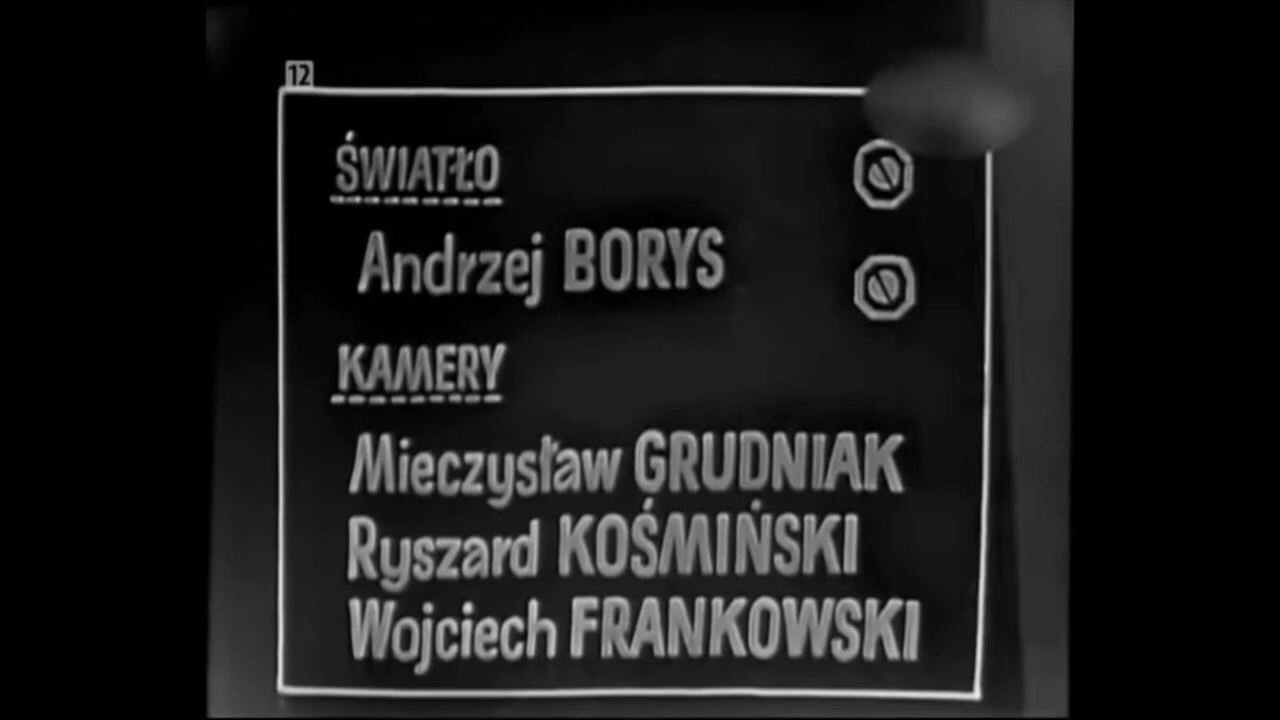 12
ŚWIATŁO
Andrzej BORYS
KAMERY
Mieczysław GRUDNIAK
Ryszard KOŚMIŃSKI
Wojciech FRANKOWSKI